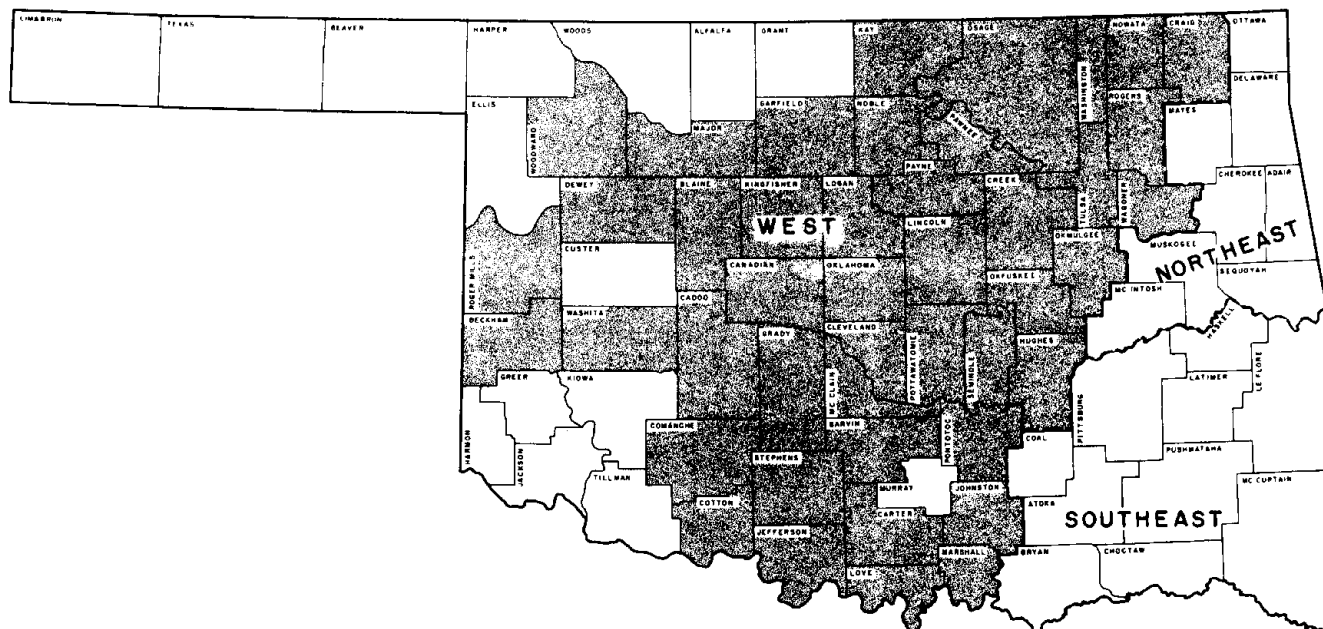 CIMARRON
TEXAS
BEAVER
HARPER
WOODS
ALFALFA
GRANT
KAY
OSAGE
NOWATA
CRAIG
OTTAWA
DELAWARE
ELLIS
WOODWARD
MAJOR
GARFIELD
NOBLE
PAWNEE
WASHINGTON
ROGERS
MAYES
PAYNE
DEWEY
BLAINE
KINGFISHER
LOGAN
CREEK
TULSA
WAGONER
CHEROKEE
ADAIR
WEST
LINCOLN
OKMULGEE
MUSKOGEE
NORTHEAST
CUSTER
CANADIAN
OKLAHOMA
OKFUSKEE
SEQUOYAH
ROGER MILLS
MC INTOSH
BECKHAM
WASHITA
CADDO
GRADY
CLEVELAND
POTTAWATOMIE
SEMINOLE
HUGHES
HASKELL
GREER
KIOWA
MC CLAIN
LATIMER
LE FLORE
PITTSBURG
HARMON
JACKSON
COMANCHE
GARVIN
PONTOTOC
COAL
PUSHMATAHA
STEPHENS
TILLMAN
COTTON
MURRAY
JOHNSTON
ATOKA
MC CURTAIN
CARTER
SOUTHEAST
JEFFERSON
MARSHALL
BRYAN
CHOCTAW
LOVE